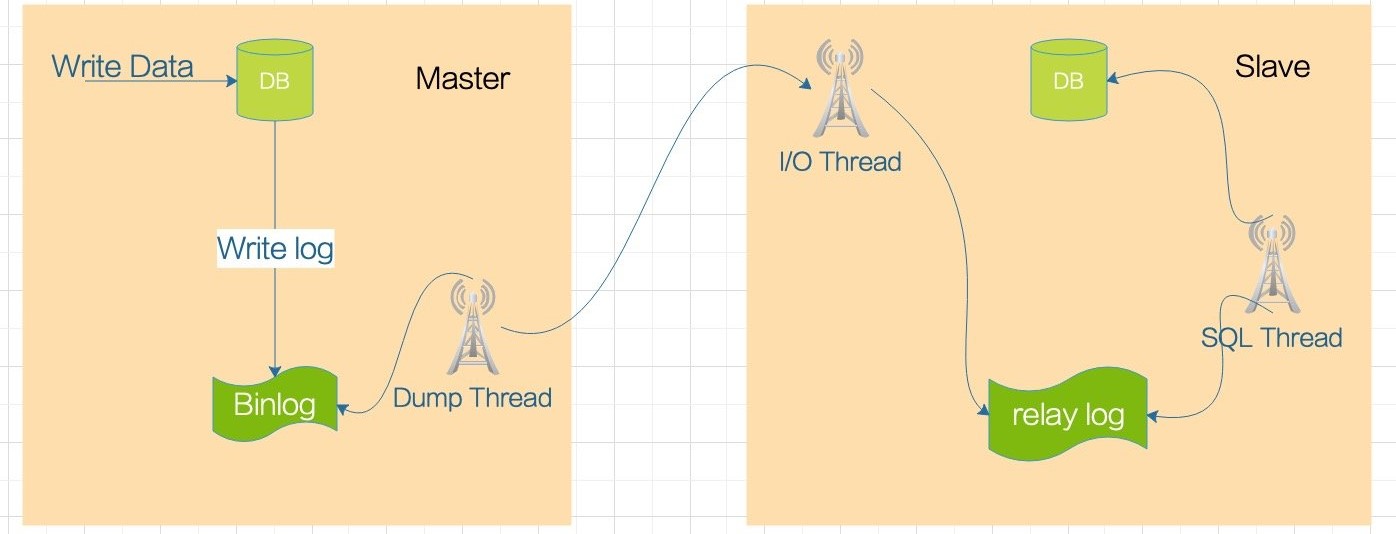 Write Data
DB
Master
Write log
Binlog
Dump Thread
I/O Thread
DB
Slave
SQL Thread
relay log